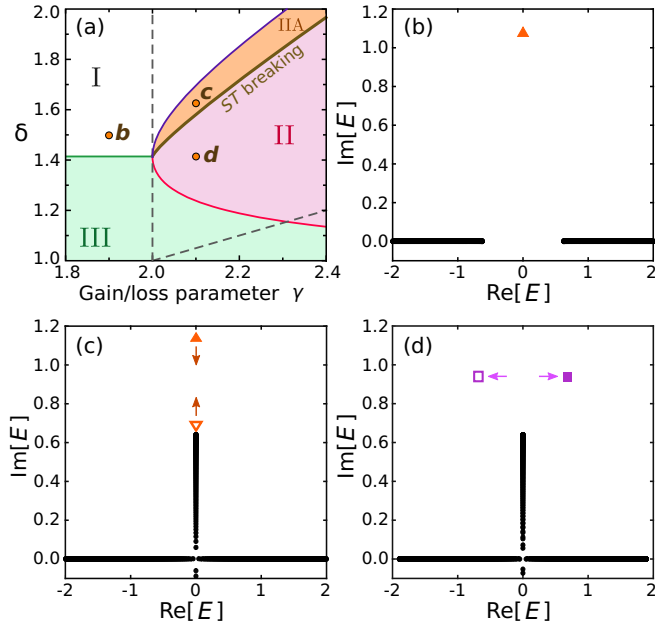 (a)
I
IIA
ST breaking
II
III
b
c
d
δ
2.0
1.8
1.6
1.4
1.2
1.0
1.8 2.0 2.2 2.4
Gain/loss parameter γ
(b)
Im[E]
1.2
1.0
0.8
0.6
0.4
0.2
0.0
-2 -1 0 1 2
Re[E]
(c)
Im[E]
1.2
1.0
0.8
0.6
0.4
0.2
0.0
-2 -1 0 1 2
Re[E]
(d)
Im[E]
1.2
1.0
0.8
0.6
0.4
0.2
0.0
-2 -1 0 1 2
Re[E]